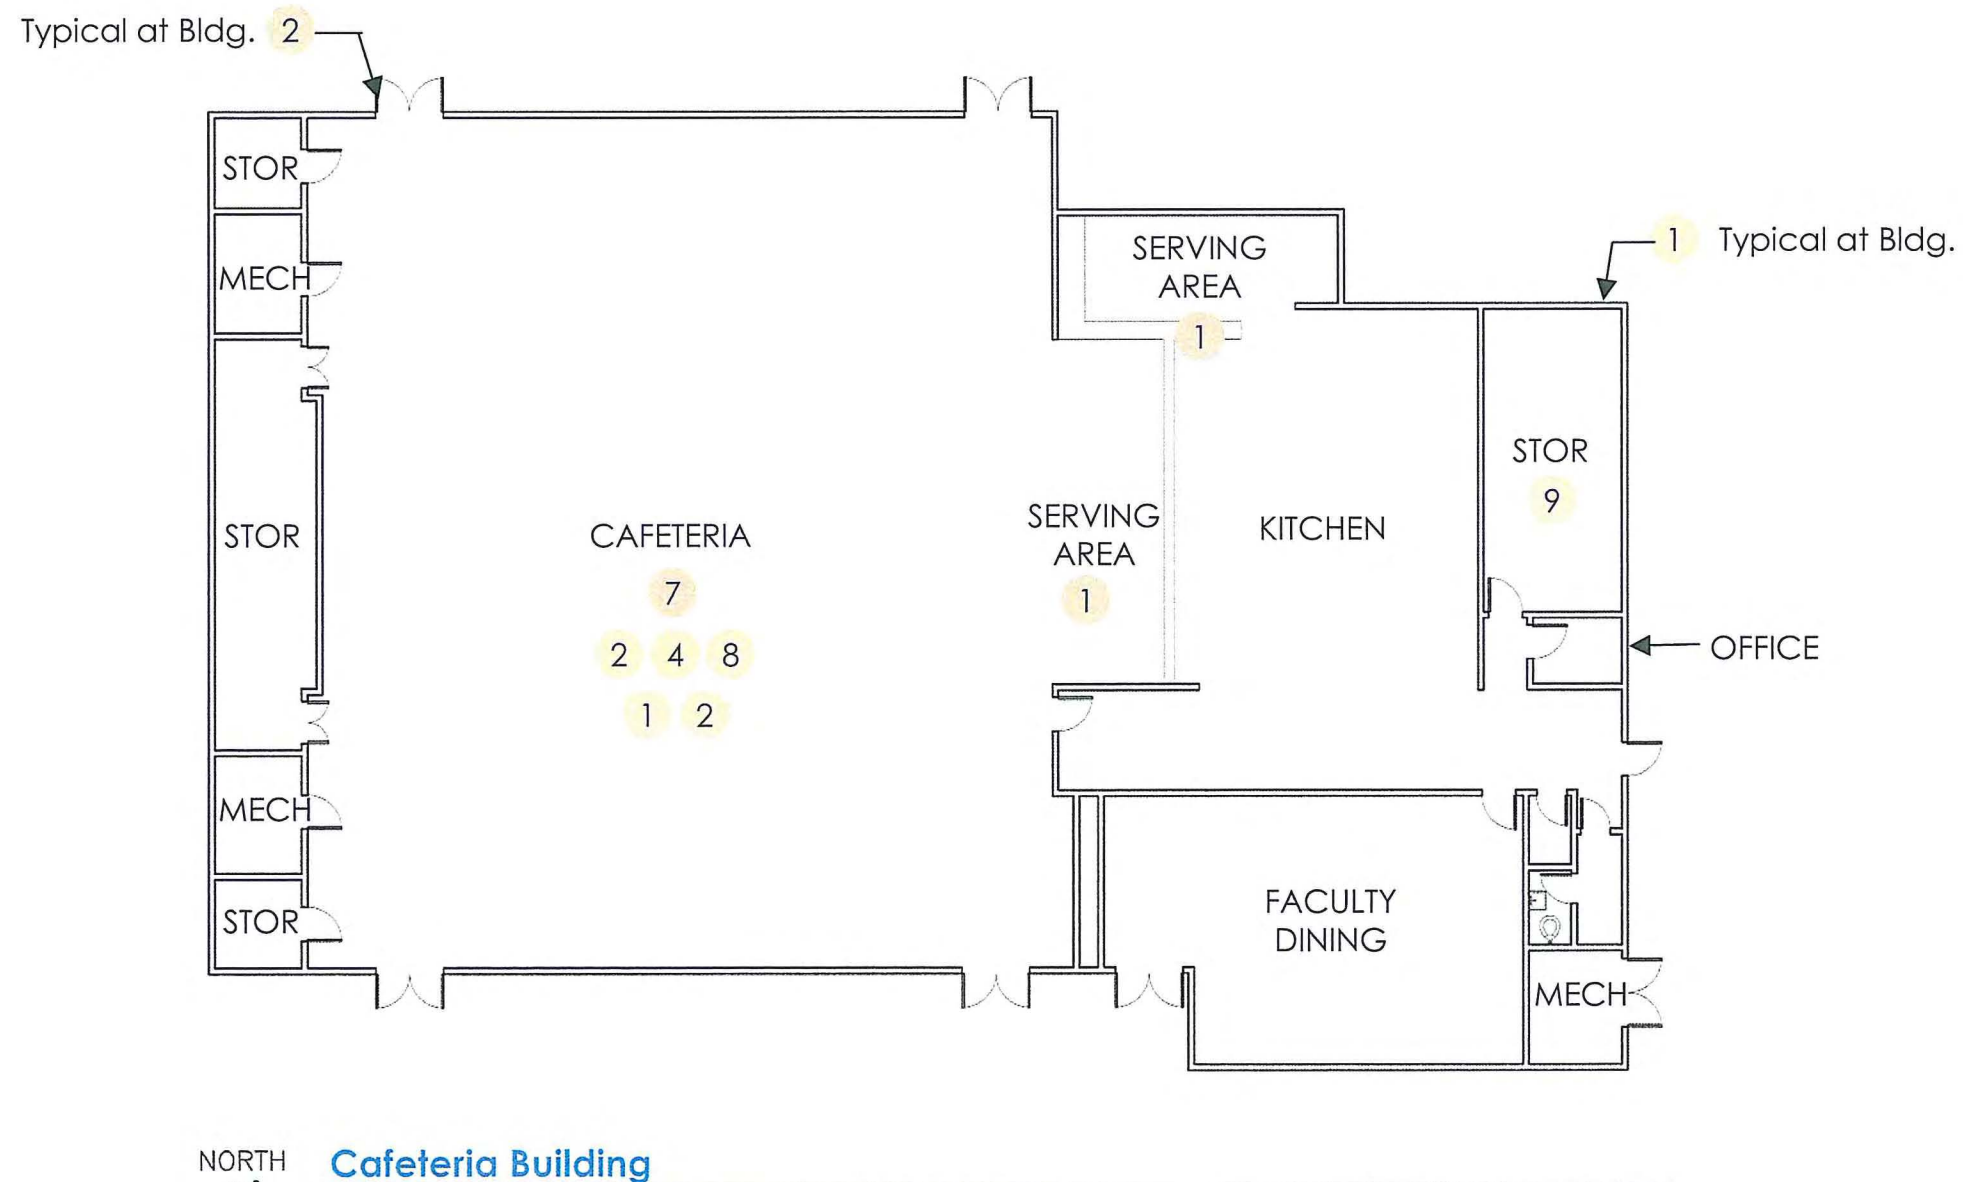 Typical at Bldg. 2
STOR
MECH
SERVING
AREA
1
1 Typical at Bldg.
STOR
9
STOR
CAFETERIA
7
2 4 8
1 2
SERVING
AREA
1
KITCHEN
OFFICE
MECH
STOR
FACULTY
DINING
MECH
NORTH
Cafeteria Building